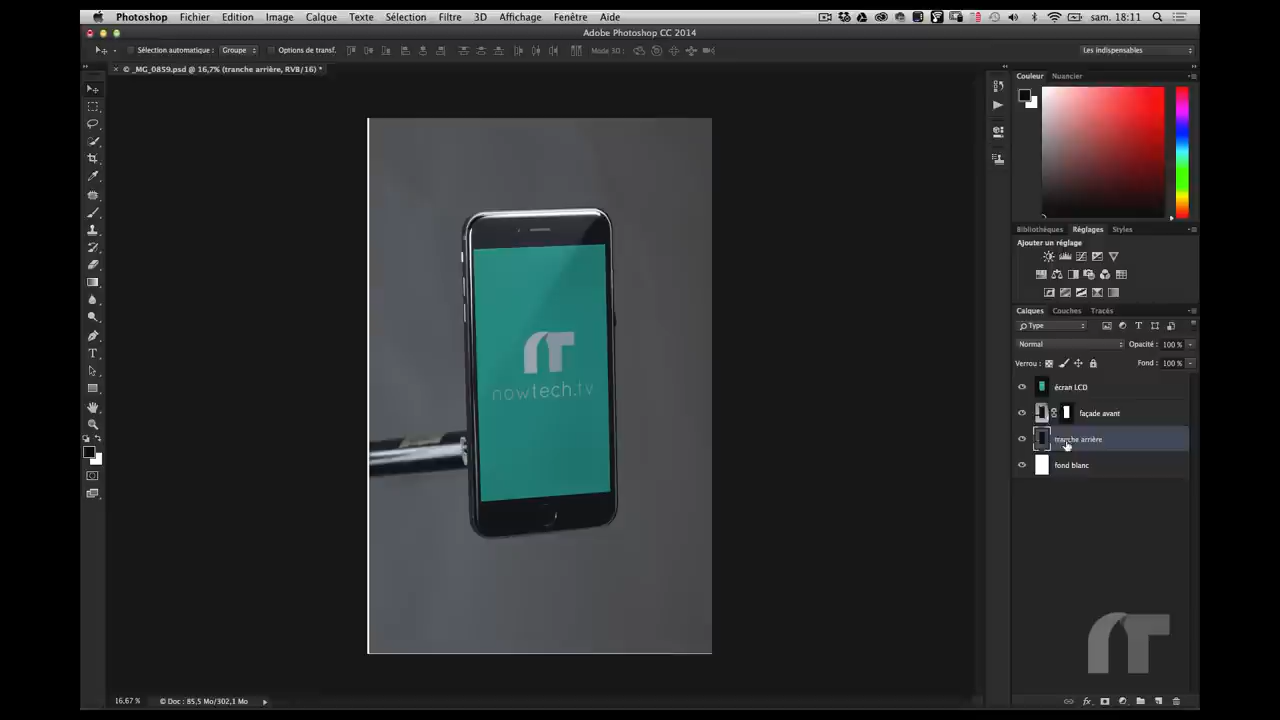 Photoshop Fichier Edition Image Calque Texte Sélection Filtre 3D Affichage Fenêtre Aide
sam. 18:11
Adobe Photoshop CC 2014
Sélection automatique : Groupe Options de transf. Mode 3D : Les indispensables
× © _MG_0859.psd @ 16,7% (tranche arrière, RVB/16) *
Couleur Nuancier
nowtech.tv
Bibliothèques Réglages Styles
Ajouter un réglage
Calques Couches Tracés
Type
Normal Opacité : 100 %
Verrou : Fond : 100 %
écran LCD
façade avant
tranche arrière
fond blanc
16,67 % © Doc : 85,5 Mo/302,1 Mo